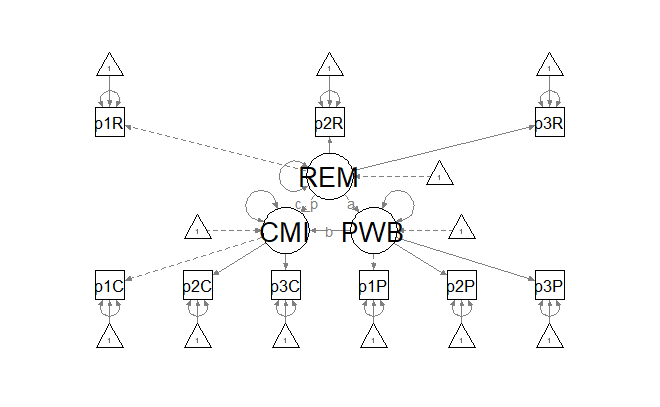 1 1 1
p1R p2R p3R
REM 1
c_p a
1 CMI b PWB 1
p1C p2C p3C p1P p2P p3P
1 1 1 1 1 1